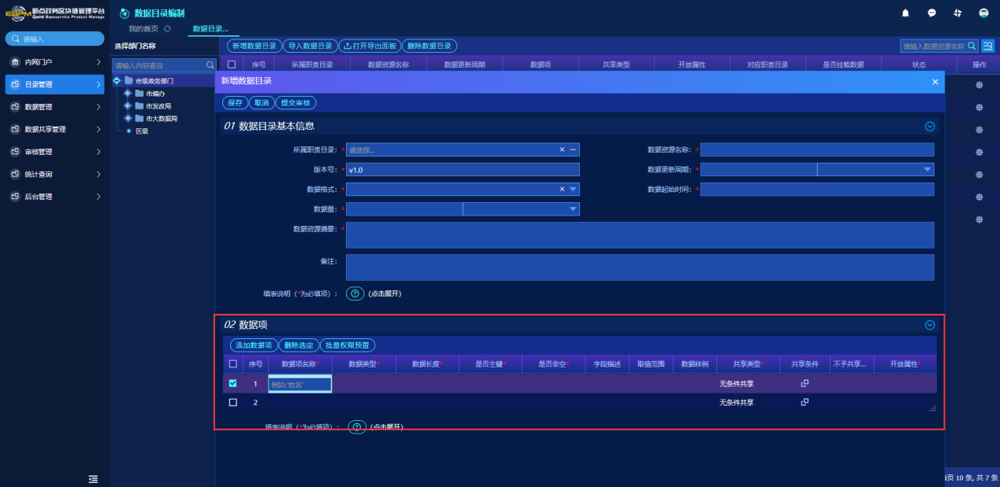 新点政务区块链管理平台
Epoint Basoservice Product Manage
数据目录编制
我的首页
数据目录...
请输入
内网门户
目录管理
数据管理
数据共享管理
审核管理
统计查询
后台管理
选择部门名称
请输入内容查询
市级政务部门
市编办
市发改局
市大数据局
区级
新增数据目录 导入数据目录 打开导出面板 删除数据目录
请输入数据资源名称
序号 所属职责目录 数据资源名称 数据更新周期 数据项 共享类型 开放属性 对应职责目录 是否挂载数据 状态 操作
新增数据目录
保存 取消 提交审核
01 数据目录基本信息
所属职责目录: * 请选择... 数据资源名称: *
版本号: * v1.0 数据更新周期: *
数据格式: * 数据起始时间: *
数据量: *
数据资源摘要: *
备注:
填表说明（*为必填项）: (点击展开)
02 数据项
添加数据项 删除选定 批量权限预置
序号 数据项名称* 数据类型* 数据长度* 是否主键* 是否非空* 字段描述 取值范围 数据样例 共享类型* 共享条件 不予共享... 开放属性*
1 例如:'姓名' 无条件共享
2 无条件共享
填表说明（*为必填项）: (点击展开)
页 10 条, 共 7 条